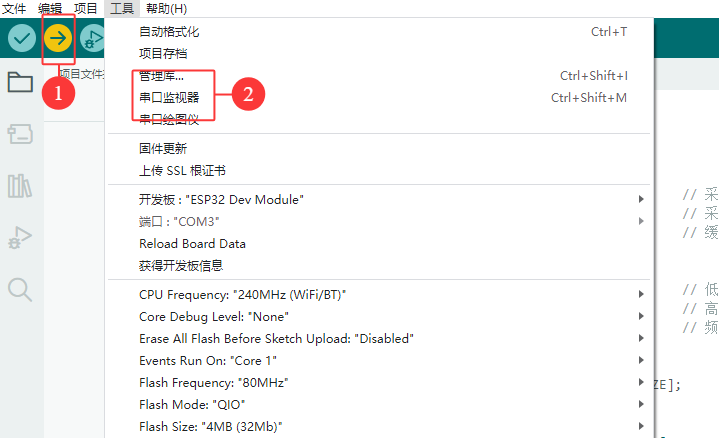 文件 编辑 项目 工具 帮助(H)
自动格式化 Ctrl+T
项目存档
项目文件
1
管理库... Ctrl+Shift+I
串口监视器 Ctrl+Shift+M
2
串口绘图仪
固件更新
上传 SSL 根证书
开发板 : "ESP32 Dev Module"
// 采
端口 : "COM3"
// 采
Reload Board Data
// 缓
获得开发板信息
CPU Frequency: "240MHz (WiFi/BT)"
// 低
Core Debug Level: "None"
// 高
Erase All Flash Before Sketch Upload: "Disabled"
// 频
Events Run On: "Core 1"
Flash Frequency: "80MHz"
ZE];
Flash Mode: "QIO"
Flash Size: "4MB (32Mb)"